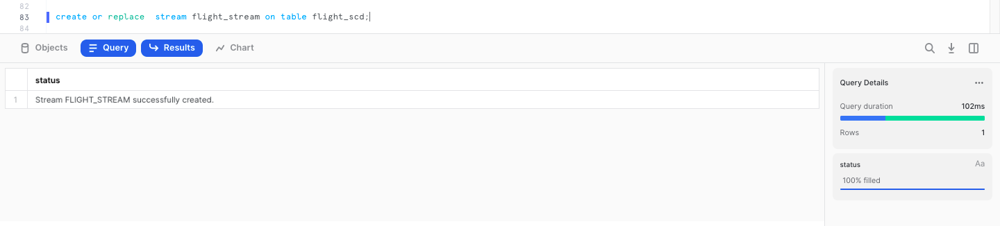 82
83 create or replace  stream flight_stream on table flight_scd;
84
Objects Query Results Chart
status
1 Stream FLIGHT_STREAM successfully created.
Query Details ...
Query duration 102ms
Rows 1
status Aa
100% filled